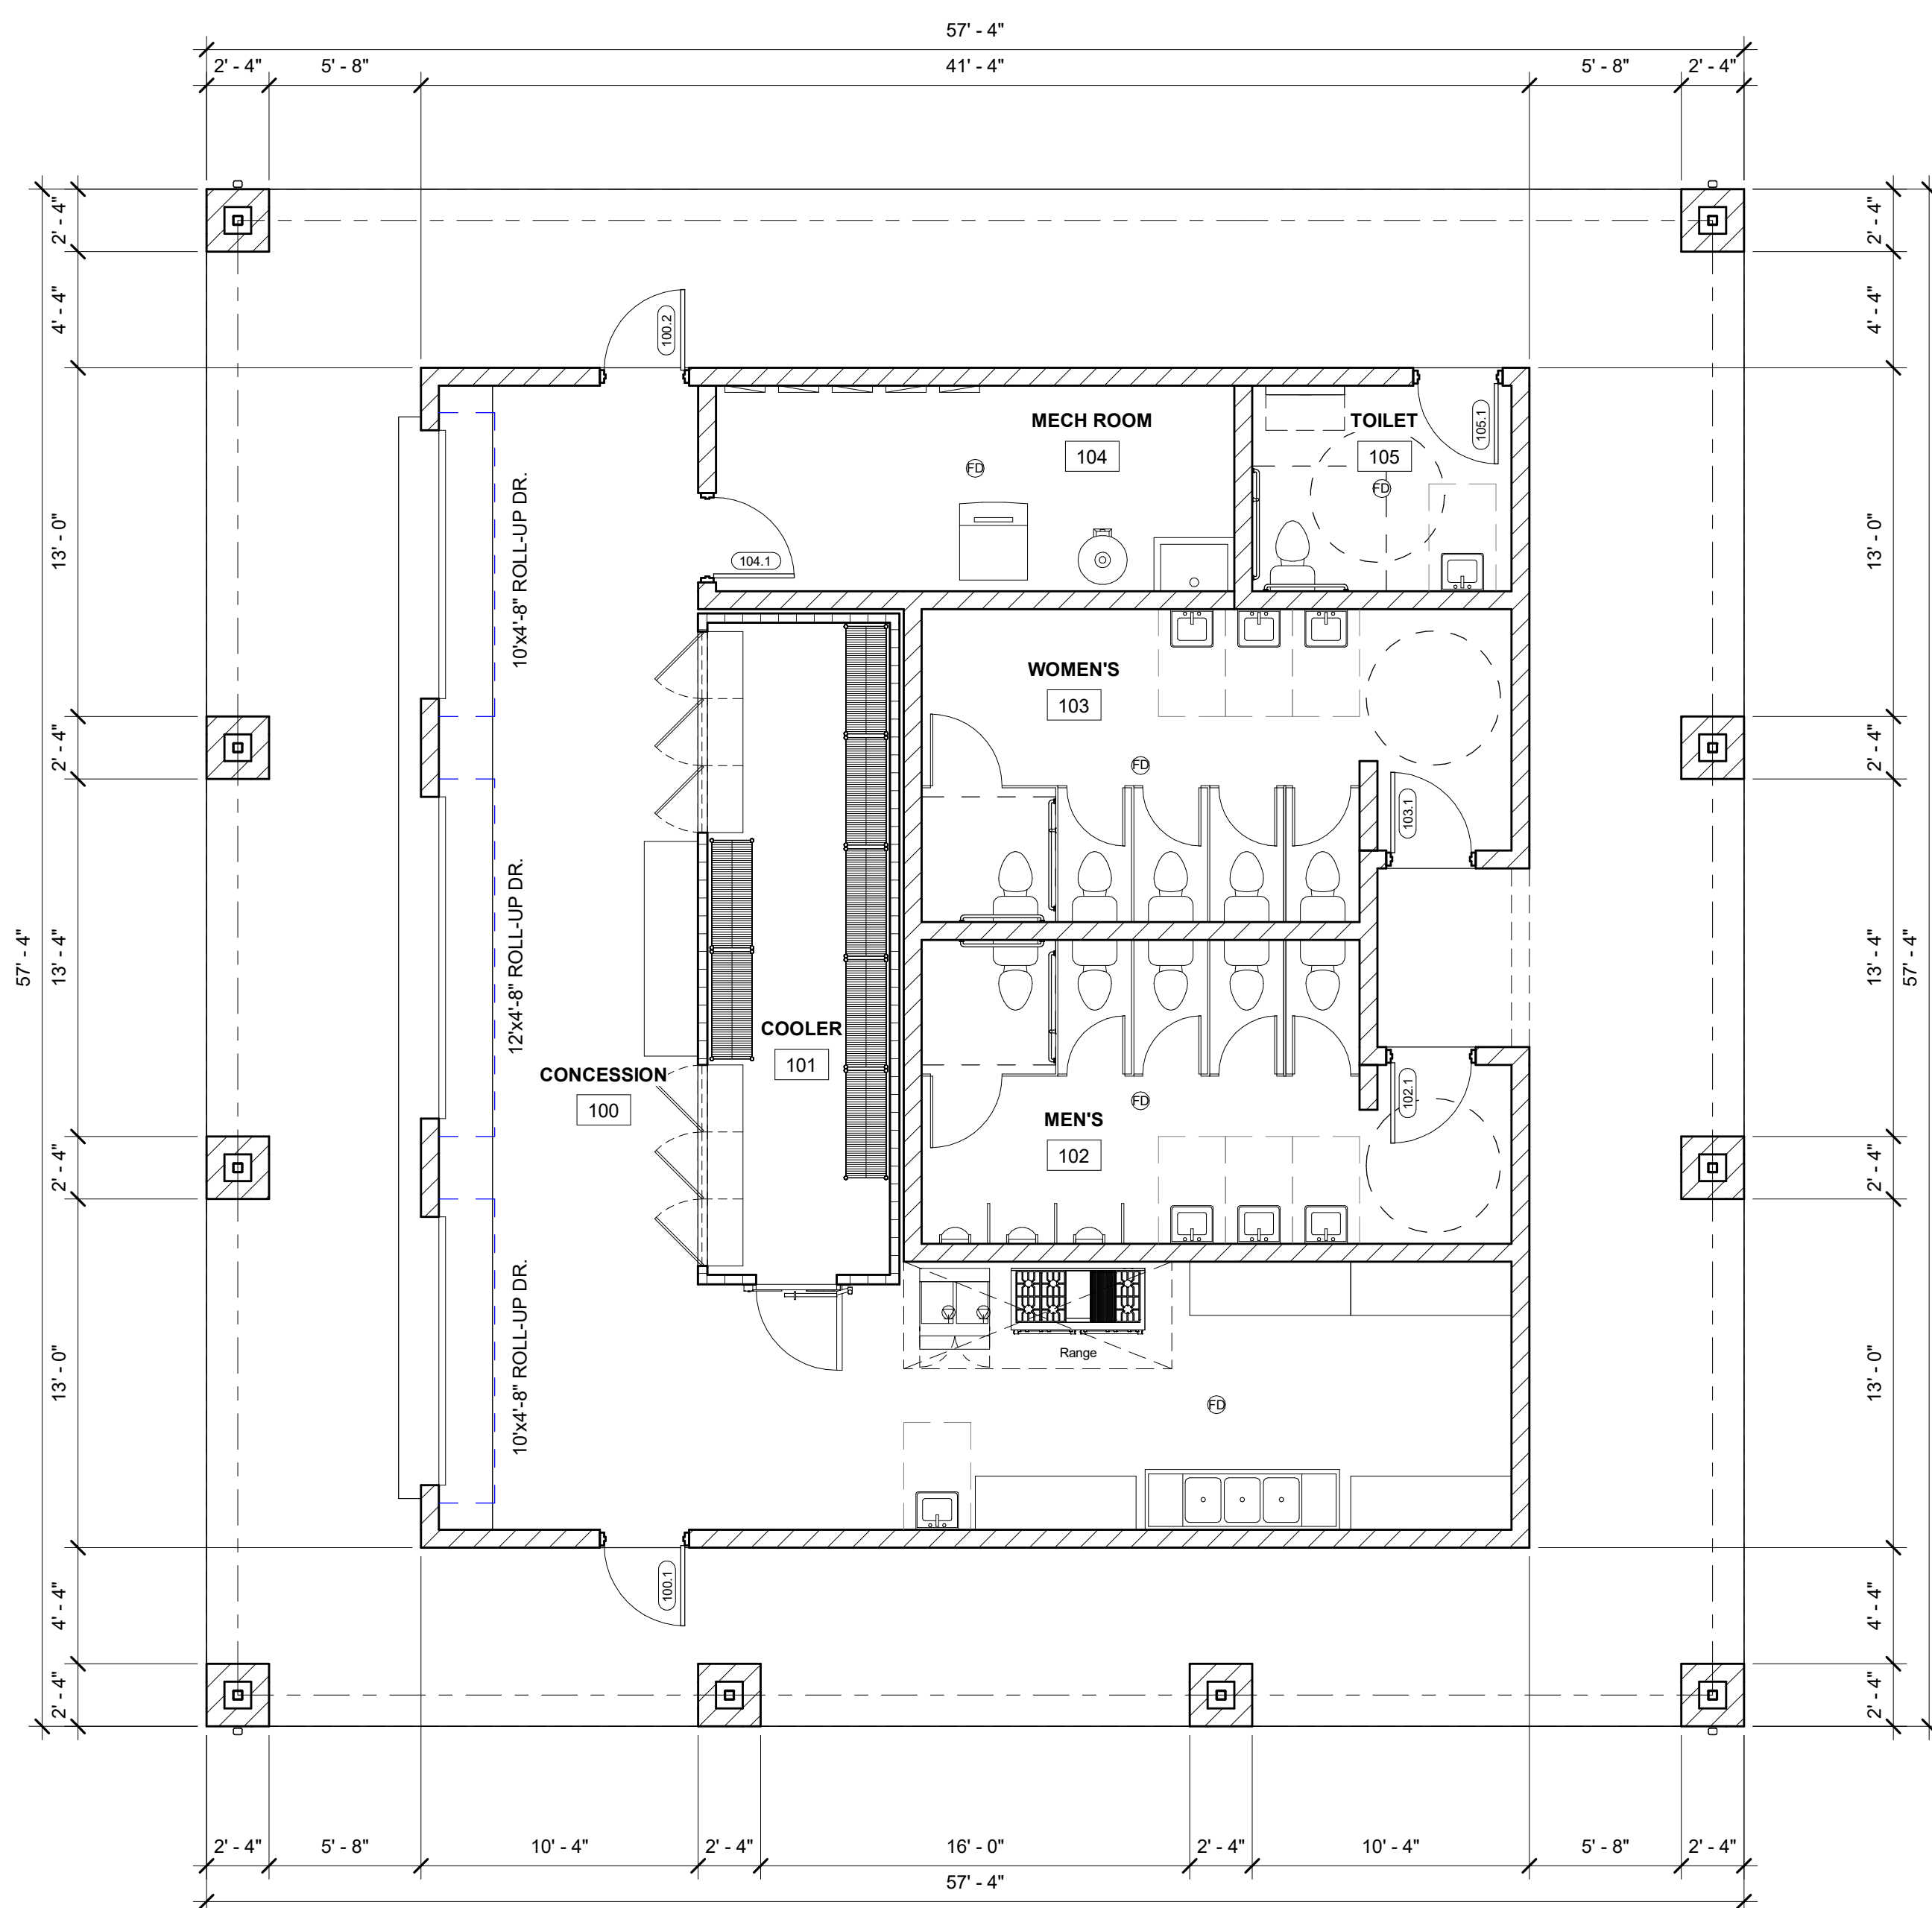 57' - 4"
2' - 4" 5' - 8" 41' - 4" 5' - 8" 2' - 4"
2' - 4"
4' - 4"
13' - 0"
2' - 4"
13' - 4"
57' - 4"
2' - 4"
13' - 0"
4' - 4"
2' - 4"
100.2
MECH ROOM
104
FD
104.1
TOILET
105
FD
105.1
10'x4'-8" ROLL-UP DR.
WOMEN'S
103
FD
103.1
12'x4'-8" ROLL-UP DR.
COOLER
101
CONCESSION
100
FD
MEN'S
102
102.1
10'x4'-8" ROLL-UP DR.
Range
FD
100.1
2' - 4"
4' - 4"
13' - 0"
2' - 4"
13' - 4"
57' - 4"
2' - 4"
13' - 0"
4' - 4"
2' - 4"
2' - 4" 5' - 8" 10' - 4" 2' - 4" 16' - 0" 2' - 4" 10' - 4" 5' - 8" 2' - 4"
57' - 4"